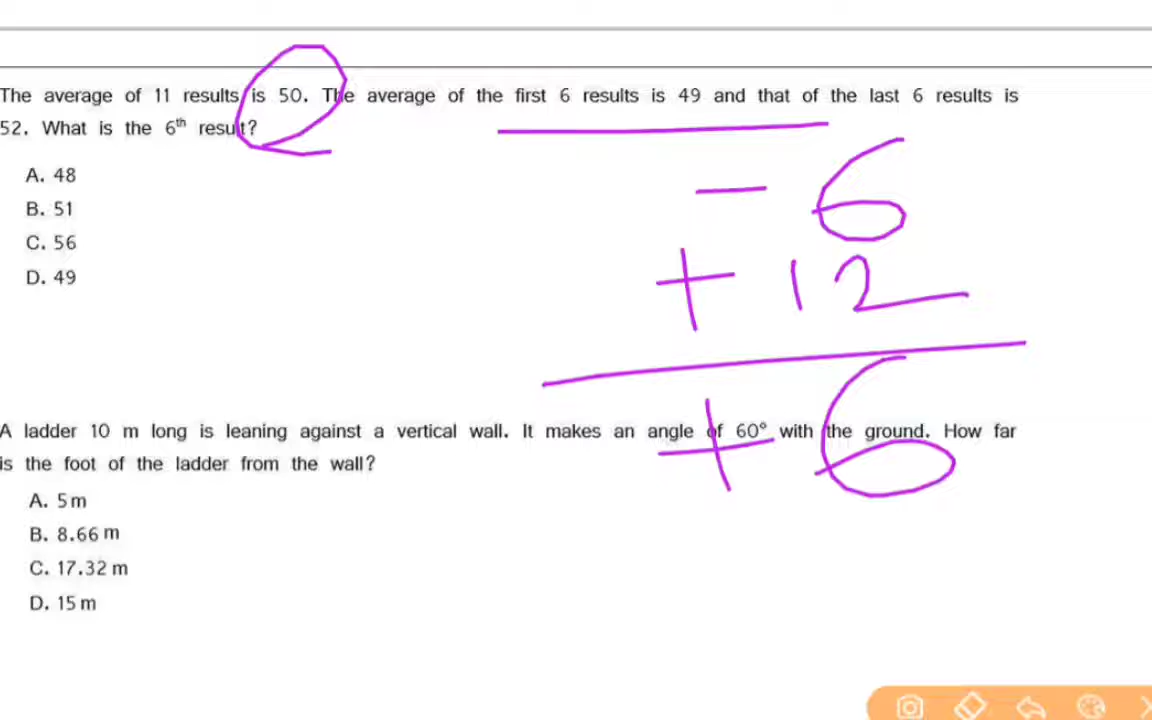 The average of 11 results is 50. The average of the first 6 results is 49 and that of the last 6 results is
52. What is the 6th result?
A. 48
B. 51
C. 56
D. 49
- 6
+ 12
+ 6
A ladder 10 m long is leaning against a vertical wall. It makes an angle of 60° with the ground. How far
is the foot of the ladder from the wall?
A. 5 m
B. 8.66 m
C. 17.32 m
D. 15 m